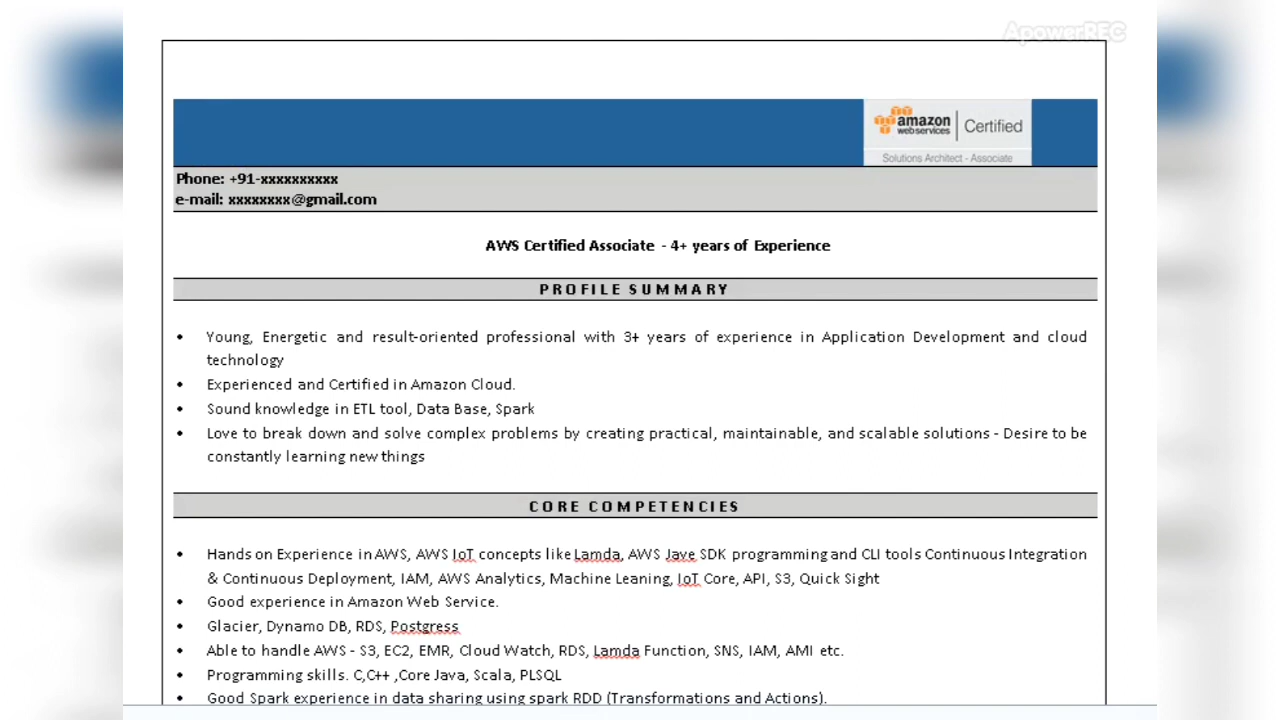 ApowerREC
amazon
webservices
Certified
Solutions Architect - Associate
Phone: +91-xxxxxxxxxx
e-mail: xxxxxxxx@gmail.com
AWS Certified Associate - 4+ years of Experience
PROFILE SUMMARY
• Young, Energetic and result-oriented professional with 3+ years of experience in Application Development and cloud
technology
• Experienced and Certified in Amazon Cloud.
• Sound knowledge in ETL tool, Data Base, Spark
• Love to break down and solve complex problems by creating practical, maintainable, and scalable solutions - Desire to be
constantly learning new things
CORE COMPETENCIES
• Hands on Experience in AWS, AWS IoT concepts like Lamda, AWS Jave SDK programming and CLI tools Continuous Integration
& Continuous Deployment, IAM, AWS Analytics, Machine Leaning, IoT Core, API, S3, Quick Sight
• Good experience in Amazon Web Service.
• Glacier, Dynamo DB, RDS, Postgress
• Able to handle AWS - S3, EC2, EMR, Cloud Watch, RDS, Lamda Function, SNS, IAM, AMI etc.
• Programming skills. C,C++ ,Core Java, Scala, PLSQL
• Good Spark experience in data sharing using spark RDD (Transformations and Actions).